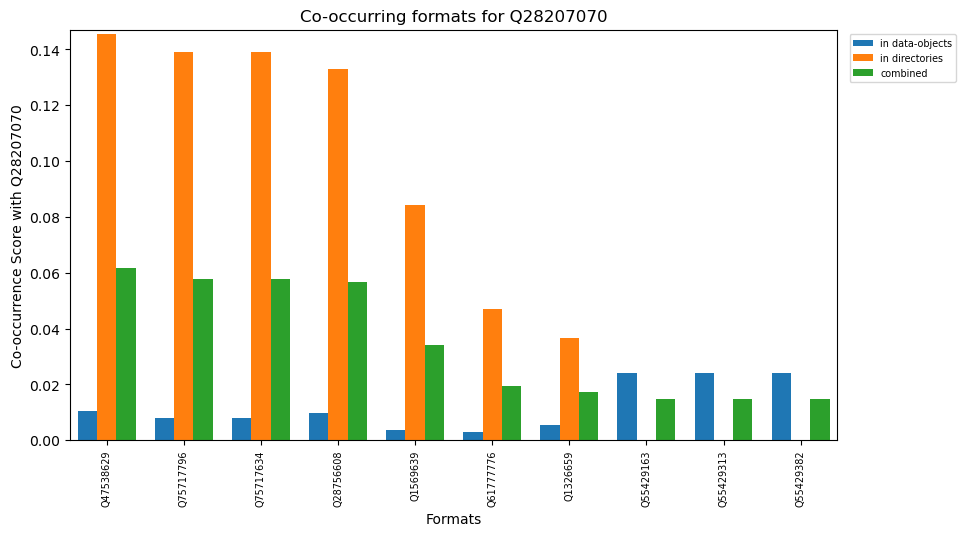 Co-occurring formats for Q28207070
Co-occurrence Score with Q28207070
0.14
0.12
0.10
0.08
0.06
0.04
0.02
0.00
Q47538629
Q75717796
Q75717634
Q28756608
Q1569639
Q61777776
Q1326659
Q55429163
Q55429313
Q55429382
Formats
in data-objects
in directories
combined